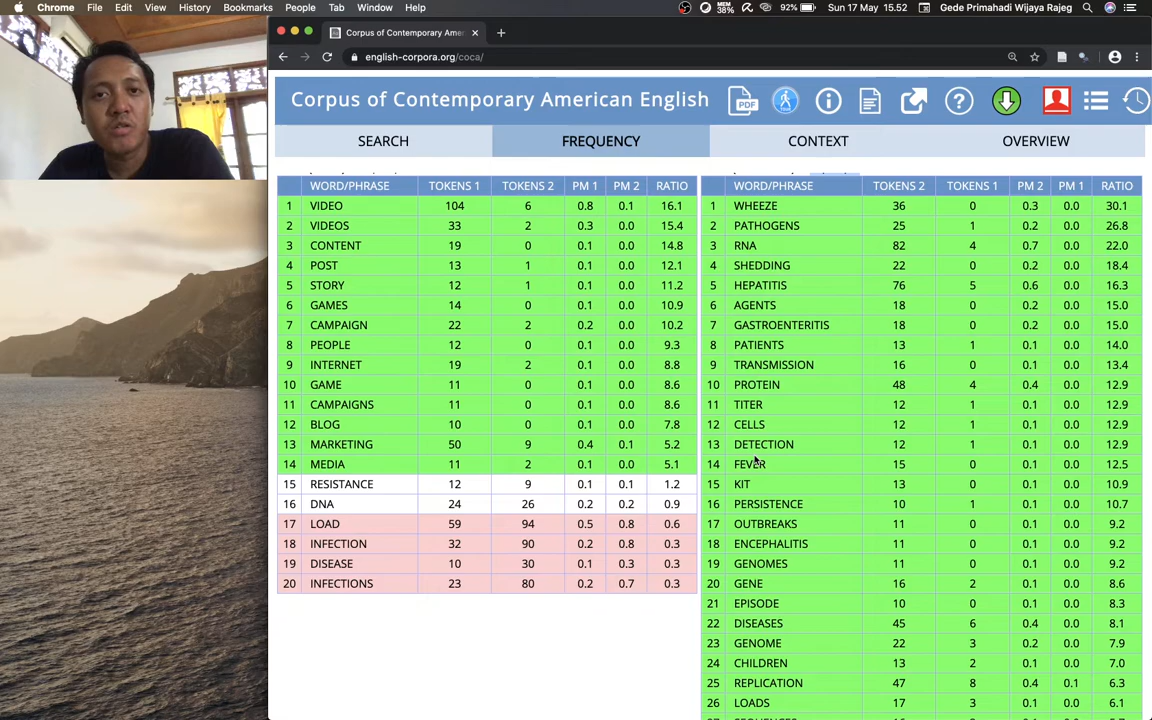 Chrome File Edit View History Bookmarks People Tab Window Help MEM 38% 92% Sun 17 May 15.52 Gede Primahadi Wijaya Rajeg
Corpus of Contemporary Amer
english-corpora.org/coca/
Corpus of Contemporary American English PDF
SEARCH FREQUENCY CONTEXT OVERVIEW
WORD/PHRASE TOKENS 1 TOKENS 2 PM 1 PM 2 RATIO
1 VIDEO 104 6 0.8 0.1 16.1
2 VIDEOS 33 2 0.3 0.0 15.4
3 CONTENT 19 0 0.1 0.0 14.8
4 POST 13 1 0.1 0.0 12.1
5 STORY 12 1 0.1 0.0 11.2
6 GAMES 14 0 0.1 0.0 10.9
7 CAMPAIGN 22 2 0.2 0.0 10.2
8 PEOPLE 12 0 0.1 0.0 9.3
9 INTERNET 19 2 0.1 0.0 8.8
10 GAME 11 0 0.1 0.0 8.6
11 CAMPAIGNS 11 0 0.1 0.0 8.6
12 BLOG 10 0 0.1 0.0 7.8
13 MARKETING 50 9 0.4 0.1 5.2
14 MEDIA 11 2 0.1 0.0 5.1
15 RESISTANCE 12 9 0.1 0.1 1.2
16 DNA 24 26 0.2 0.2 0.9
17 LOAD 59 94 0.5 0.8 0.6
18 INFECTION 32 90 0.2 0.8 0.3
19 DISEASE 10 30 0.1 0.3 0.3
20 INFECTIONS 23 80 0.2 0.7 0.3
WORD/PHRASE TOKENS 2 TOKENS 1 PM 2 PM 1 RATIO
1 WHEEZE 36 0 0.3 0.0 30.1
2 PATHOGENS 25 1 0.2 0.0 26.8
3 RNA 82 4 0.7 0.0 22.0
4 SHEDDING 22 0 0.2 0.0 18.4
5 HEPATITIS 76 5 0.6 0.0 16.3
6 AGENTS 18 0 0.2 0.0 15.0
7 GASTROENTERITIS 18 0 0.2 0.0 15.0
8 PATIENTS 13 1 0.1 0.0 14.0
9 TRANSMISSION 16 0 0.1 0.0 13.4
10 PROTEIN 48 4 0.4 0.0 12.9
11 TITER 12 1 0.1 0.0 12.9
12 CELLS 12 1 0.1 0.0 12.9
13 DETECTION 12 1 0.1 0.0 12.9
14 FEVER 15 0 0.1 0.0 12.5
15 KIT 13 0 0.1 0.0 10.9
16 PERSISTENCE 10 1 0.1 0.0 10.7
17 OUTBREAKS 11 0 0.1 0.0 9.2
18 ENCEPHALITIS 11 0 0.1 0.0 9.2
19 GENOMES 11 0 0.1 0.0 9.2
20 GENE 16 2 0.1 0.0 8.6
21 EPISODE 10 0 0.1 0.0 8.3
22 DISEASES 45 6 0.4 0.0 8.1
23 GENOME 22 3 0.2 0.0 7.9
24 CHILDREN 13 2 0.1 0.0 7.0
25 REPLICATION 47 8 0.4 0.1 6.3
26 LOADS 17 3 0.1 0.0 6.1